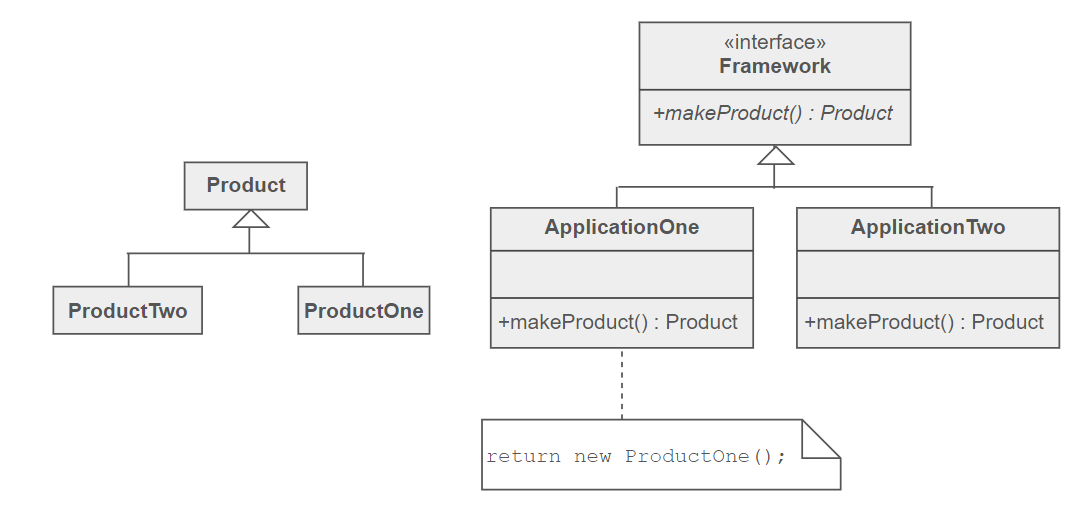 «interface»
Framework
+makeProduct() : Product
Product
ProductTwo
ProductOne
ApplicationOne
+makeProduct() : Product
ApplicationTwo
+makeProduct() : Product
return new ProductOne();